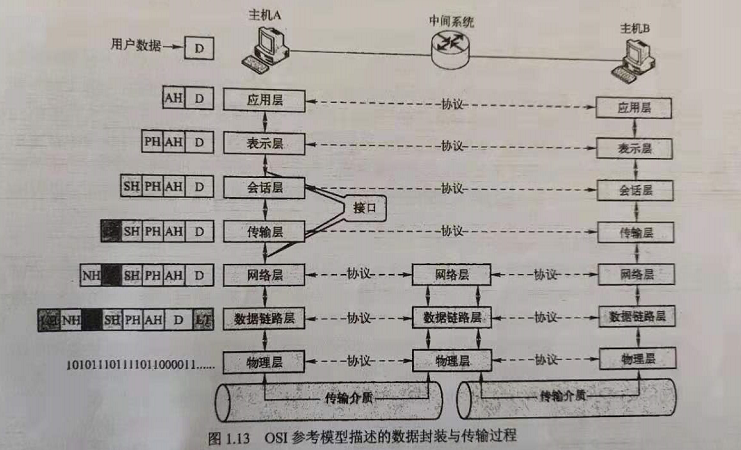 主机A
中间系统
主机B
用户数据
D
AH D
应用层
协议
应用层
PH AH D
表示层
协议
表示层
SH PH AH D
会话层
协议
会话层
接口
SH PH AH D
传输层
协议
传输层
NH SH PH AH D
网络层
协议
网络层
协议
网络层
NH SH PH AH D
数据链路层
协议
数据链路层
协议
数据链路层
101011101111011000011……
物理层
协议
物理层
协议
物理层
传输介质
传输介质
图 1.13 OSI 参考模型描述的数据封装与传输过程